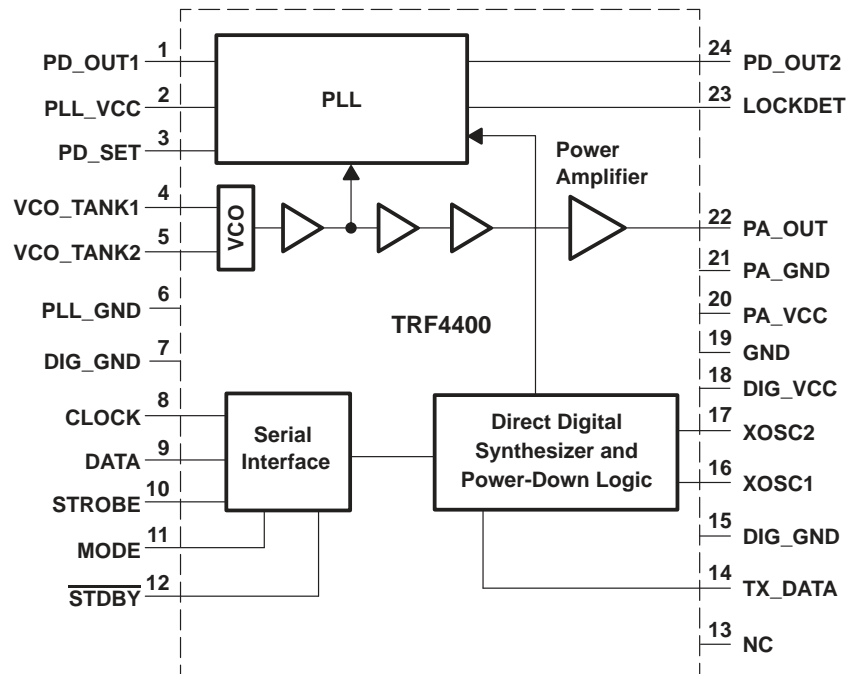 PD_OUT1 1
PLL_VCC 2
PD_SET 3
VCO_TANK1 4
VCO_TANK2 5
PLL_GND 6
DIG_GND 7
CLOCK 8
DATA 9
STROBE 10
MODE 11
STDBY 12
PLL
VCO
Power
Amplifier
TRF4400
Serial
Interface
Direct Digital
Synthesizer and
Power-Down Logic
24 PD_OUT2
23 LOCKDET
22 PA_OUT
21 PA_GND
20 PA_VCC
19 GND
18 DIG_VCC
17 XOSC2
16 XOSC1
15 DIG_GND
14 TX_DATA
13 NC